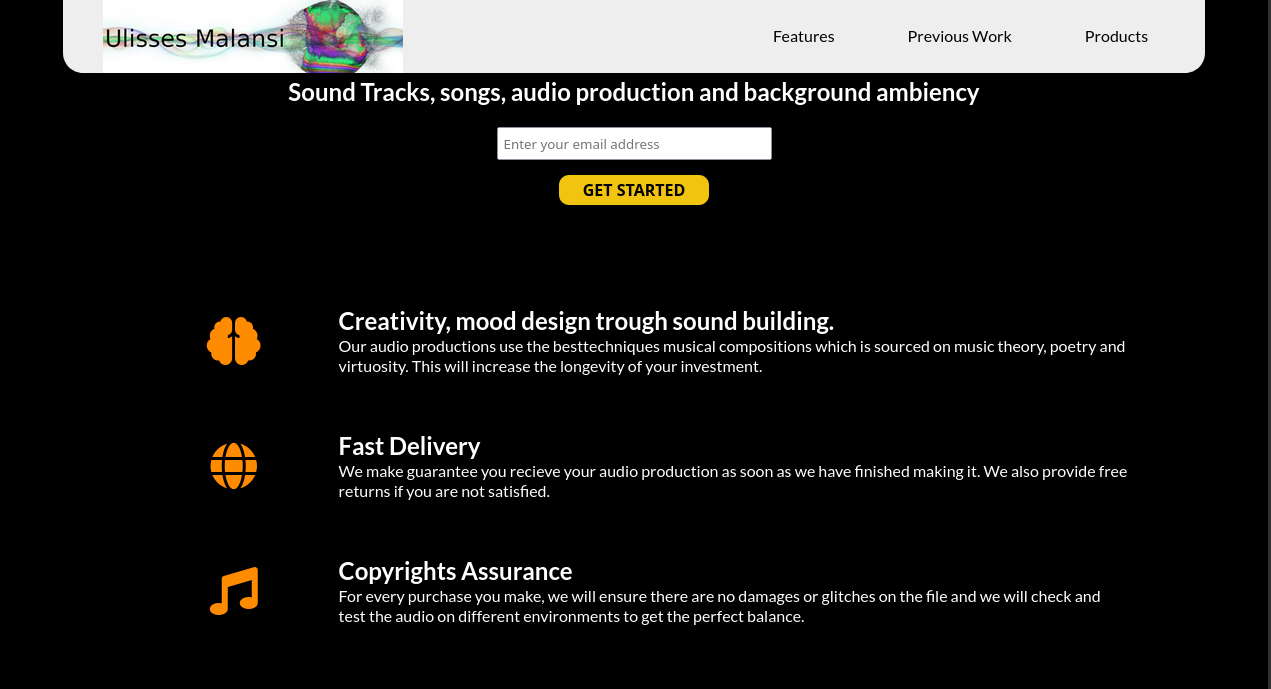 Ulisses Malansi
Features
Previous Work
Products
Sound Tracks, songs, audio production and background ambiency
Enter your email address
GET STARTED
Creativity, mood design trough sound building.
Our audio productions use the besttechniques musical compositions which is sourced on music theory, poetry and
virtuosity. This will increase the longevity of your investment.
Fast Delivery
We make guarantee you recieve your audio production as soon as we have finished making it. We also provide free
returns if you are not satisfied.
Copyrights Assurance
For every purchase you make, we will ensure there are no damages or glitches on the file and we will check and
test the audio on different environments to get the perfect balance.